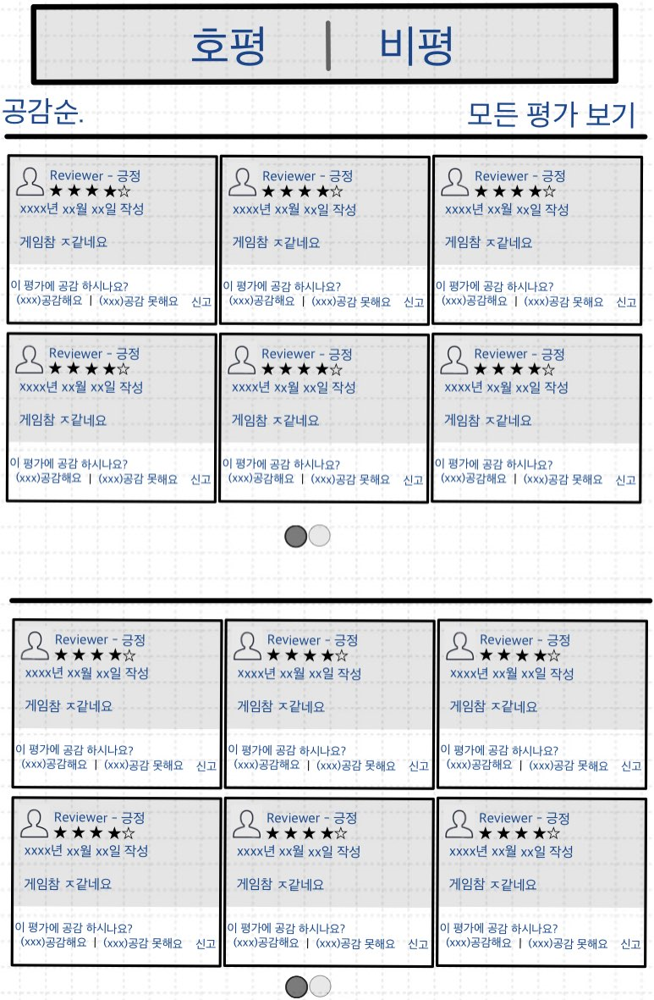 호평 | 비평
공감순. 모든 평가 보기
Reviewer - 긍정 Reviewer - 긍정 Reviewer - 긍정
★★★★☆ ★★★★☆ ★★★★☆
xxxx년 xx월 xx일 작성 xxxx년 xx월 xx일 작성 xxxx년 xx월 xx일 작성
게임참 ㅈ같네요 게임참 ㅈ같네요 게임참 ㅈ같네요
이 평가에 공감 하시나요? 이 평가에 공감 하시나요? 이 평가에 공감 하시나요?
(xxx)공감해요 | (xxx)공감 못해요 신고 (xxx)공감해요 | (xxx)공감 못해요 신고 (xxx)공감해요 | (xxx)공감 못해요 신고
Reviewer - 긍정 Reviewer - 긍정 Reviewer - 긍정
★★★★☆ ★★★★☆ ★★★★☆
xxxx년 xx월 xx일 작성 xxxx년 xx월 xx일 작성 xxxx년 xx월 xx일 작성
게임참 ㅈ같네요 게임참 ㅈ같네요 게임참 ㅈ같네요
이 평가에 공감 하시나요? 이 평가에 공감 하시나요? 이 평가에 공감 하시나요?
(xxx)공감해요 | (xxx)공감 못해요 신고 (xxx)공감해요 | (xxx)공감 못해요 신고 (xxx)공감해요 | (xxx)공감 못해요 신고
Reviewer - 긍정 Reviewer - 긍정 Reviewer - 긍정
★★★★☆ ★★★★☆ ★★★★☆
xxxx년 xx월 xx일 작성 xxxx년 xx월 xx일 작성 xxxx년 xx월 xx일 작성
게임참 ㅈ같네요 게임참 ㅈ같네요 게임참 ㅈ같네요
이 평가에 공감 하시나요? 이 평가에 공감 하시나요? 이 평가에 공감 하시나요?
(xxx)공감해요 | (xxx)공감 못해요 신고 (xxx)공감해요 | (xxx)공감 못해요 신고 (xxx)공감해요 | (xxx)공감 못해요 신고
Reviewer - 긍정 Reviewer - 긍정 Reviewer - 긍정
★★★★☆ ★★★★☆ ★★★★☆
xxxx년 xx월 xx일 작성 xxxx년 xx월 xx일 작성 xxxx년 xx월 xx일 작성
게임참 ㅈ같네요 게임참 ㅈ같네요 게임참 ㅈ같네요
이 평가에 공감 하시나요? 이 평가에 공감 하시나요? 이 평가에 공감 하시나요?
(xxx)공감해요 | (xxx)공감 못해요 신고 (xxx)공감해요 | (xxx)공감 못해요 신고 (xxx)공감해요 | (xxx)공감 못해요 신고